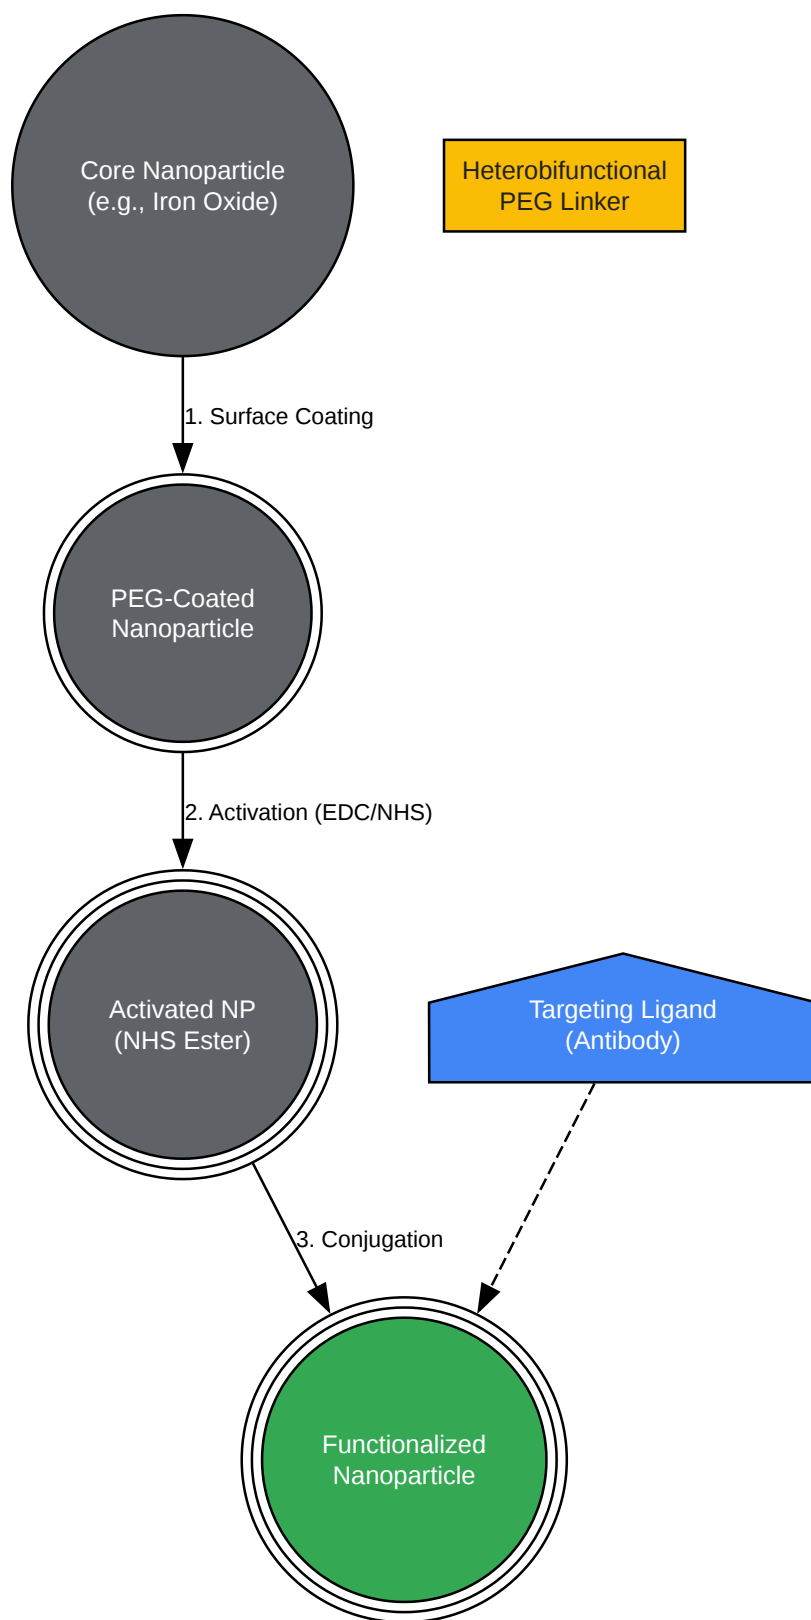 Core Nanoparticle
(e.g., Iron Oxide)
Heterobifunctional
PEG Linker
1. Surface Coating
PEG-Coated
Nanoparticle
2. Activation (EDC/NHS)
Activated NP
(NHS Ester)
Targeting Ligand
(Antibody)
3. Conjugation
Functionalized
Nanoparticle